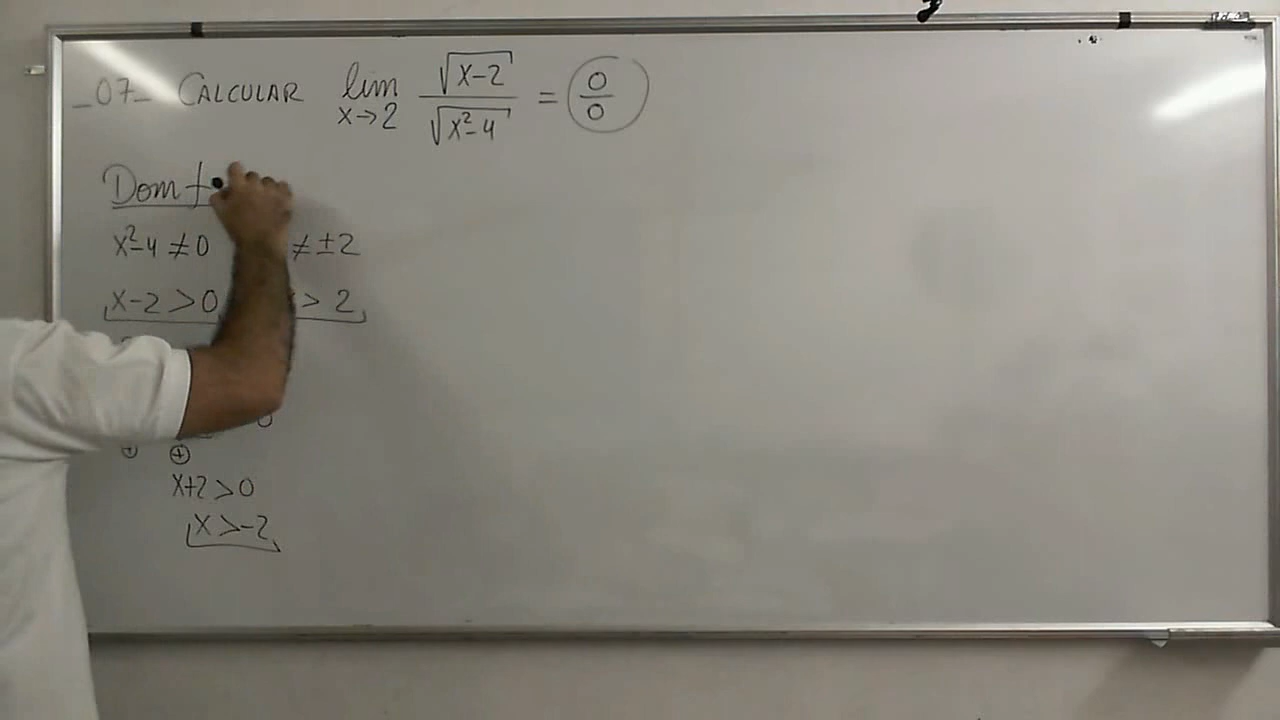 _07_ CALCULAR lim x→2 √(x-2) / √(x²-4) = 0/0
Dom f
x²-4 ≠ 0 ≠ ±2
x-2 > 0 > 2
⊕ ⊕
x+2 > 0
x > -2